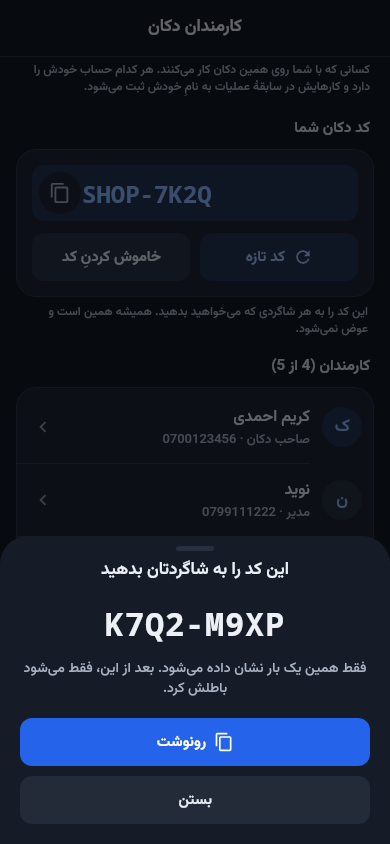 کارمندان دکان
کسانی که با شما روی همین دکان کار می‌کنند. هر کدام حساب خودش را
دارد و کارهایش در سابقهٔ عملیات به نامِ خودش ثبت می‌شود.
کد دکان شما
SHOP-7K2Q
کد تازه
خاموش کردنِ کد
این کد را به هر شاگردی که می‌خواهید بدهید. همیشه همین است و
عوض نمی‌شود.
کارمندان (4 از 5)
ک
کریم احمدی
صاحب دکان · 0700123456
ن
نوید
مدیر · 0799111222
این کد را به شاگردتان بدهید
K7Q2-M9XP
فقط همین یک بار نشان داده می‌شود. بعد از این، فقط می‌شود
باطلش کرد.
رونوشت
بستن